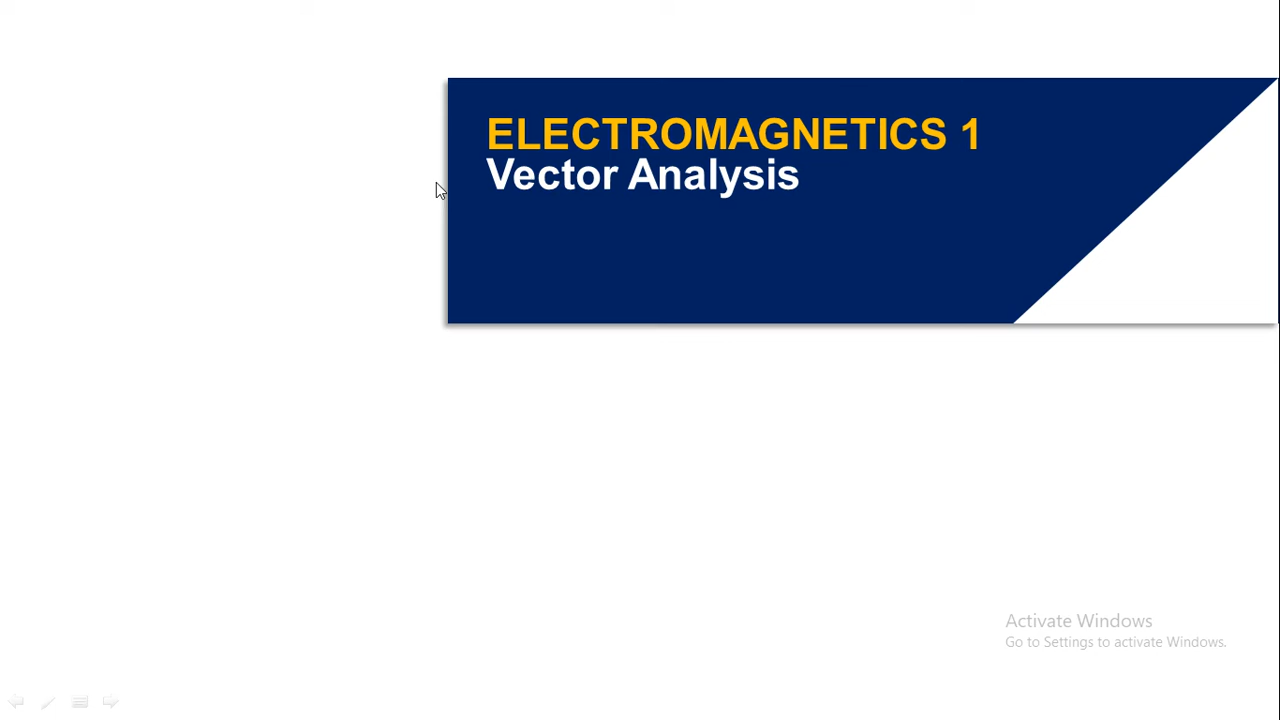 ELECTROMAGNETICS 1
Vector Analysis
Activate Windows
Go to Settings to activate Windows.